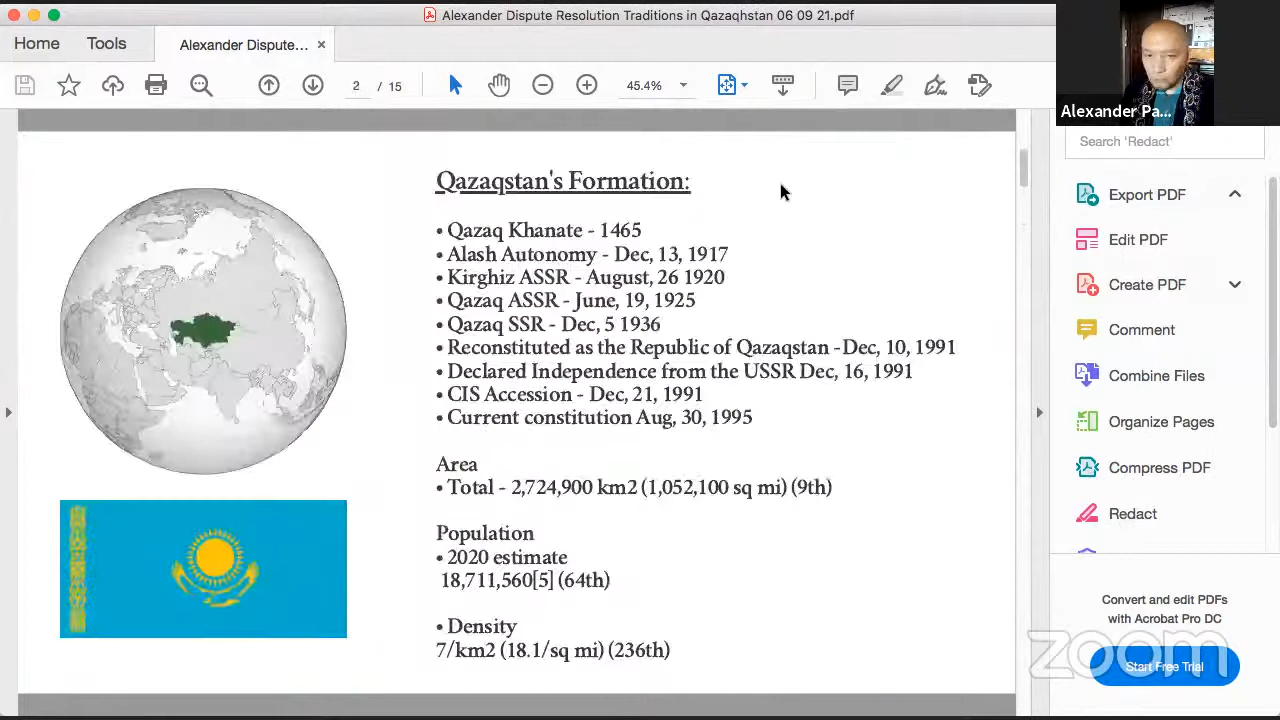 Alexander Dispute Resolution Traditions in Qazaqhstan 06 09 21.pdf
Home
Tools
Alexander Dispute...
2 / 15
45.4%
Alexander Pa...
Search 'Redact'
Qazaqstan's Formation:
• Qazaq Khanate - 1465
• Alash Autonomy - Dec, 13, 1917
• Kirghiz ASSR - August, 26 1920
• Qazaq ASSR - June, 19, 1925
• Qazaq SSR - Dec, 5 1936
• Reconstituted as the Republic of Qazaqstan -Dec, 10, 1991
• Declared Independence from the USSR Dec, 16, 1991
• CIS Accession - Dec, 21, 1991
• Current constitution Aug, 30, 1995
Area
• Total - 2,724,900 km2 (1,052,100 sq mi) (9th)
Population
• 2020 estimate
18,711,560[5] (64th)
• Density
7/km2 (18.1/sq mi) (236th)
Export PDF
Edit PDF
Create PDF
Comment
Combine Files
Organize Pages
Compress PDF
Redact
Convert and edit PDFs
with Acrobat Pro DC
Start Free Trial
zoom